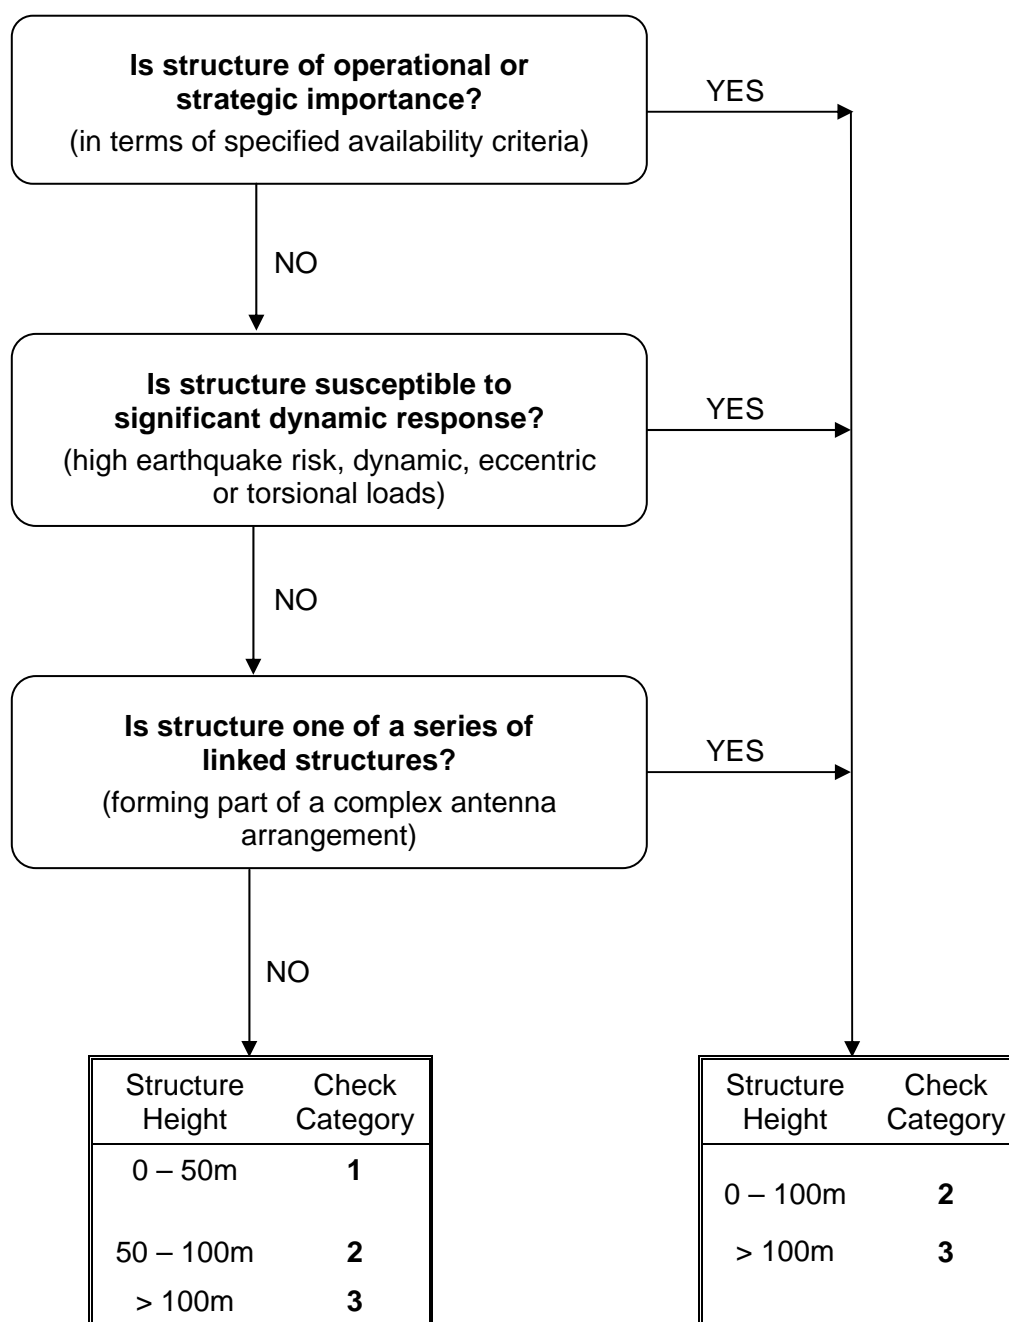 Is structure of operational or
strategic importance?
(in terms of specified availability criteria)
YES
NO
Is structure susceptible to
significant dynamic response?
(high earthquake risk, dynamic, eccentric
or torsional loads)
YES
NO
Is structure one of a series of
linked structures?
(forming part of a complex antenna
arrangement)
YES
NO
Structure Check
Height Category
0 – 50m 1
50 – 100m 2
> 100m 3
Structure Check
Height Category
0 – 100m 2
> 100m 3